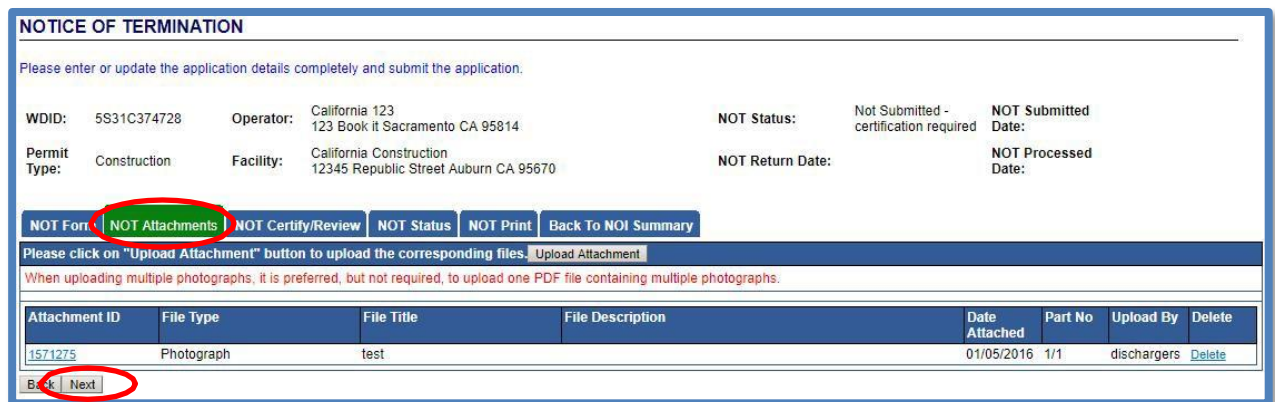 NOTICE OF TERMINATION
Please enter or update the application details completely and submit the application.
WDID: 5S31C374728 Operator: California 123 123 Book it Sacramento CA 95814 NOT Status: Not Submitted - certification required NOT Submitted Date:
Permit Type: Construction Facility: California Construction 12345 Republic Street Auburn CA 95670 NOT Return Date: NOT Processed Date:
NOT Form NOT Attachments NOT Certify/Review NOT Status NOT Print Back To NOI Summary
Please click on "Upload Attachment" button to upload the corresponding files. Upload Attachment
When uploading multiple photographs, it is preferred, but not required, to upload one PDF file containing multiple photographs.
Attachment ID File Type File Title File Description Date Attached Part No Upload By Delete
1571275 Photograph test 01/05/2016 1/1 dischargers Delete
Back Next